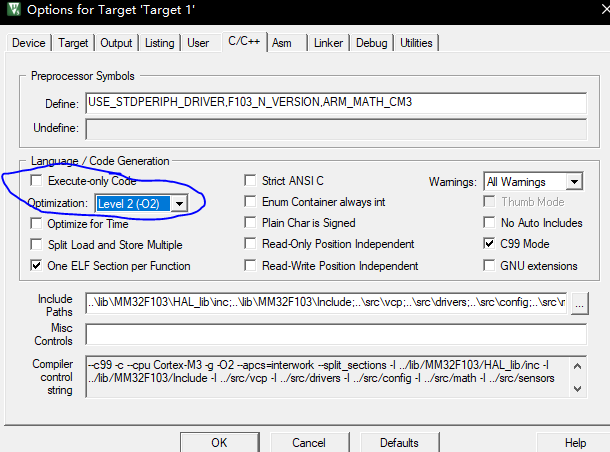 Options for Target 'Target 1'
Device Target Output Listing User C/C++ Asm Linker Debug Utilities
Preprocessor Symbols
Define: USE_STDPERIPH_DRIVER,F103_N_VERSION,ARM_MATH_CM3
Undefine:
Language / Code Generation
Execute-only Code Strict ANSI C Warnings: All Warnings
Optimization: Level 2 (-O2) Enum Container always int Thumb Mode
Optimize for Time Plain Char is Signed No Auto Includes
Split Load and Store Multiple Read-Only Position Independent C99 Mode
One ELF Section per Function Read-Write Position Independent GNU extensions
Include Paths ..\lib\MM32F103\HAL_lib\inc;..\lib\MM32F103\Include;..\src\vcp;..\src\drivers;..\src\config;..\src\r ...
Misc Controls
Compiler control string --c99 -c --cpu Cortex-M3 -g -O2 --apcs=interwork --split_sections -I ../lib/MM32F103/HAL_lib/inc -I
../lib/MM32F103/Include -I ../src/vcp -I ../src/drivers -I ../src/config -I ../src/math -I ../src/sensors
OK Cancel Defaults Help